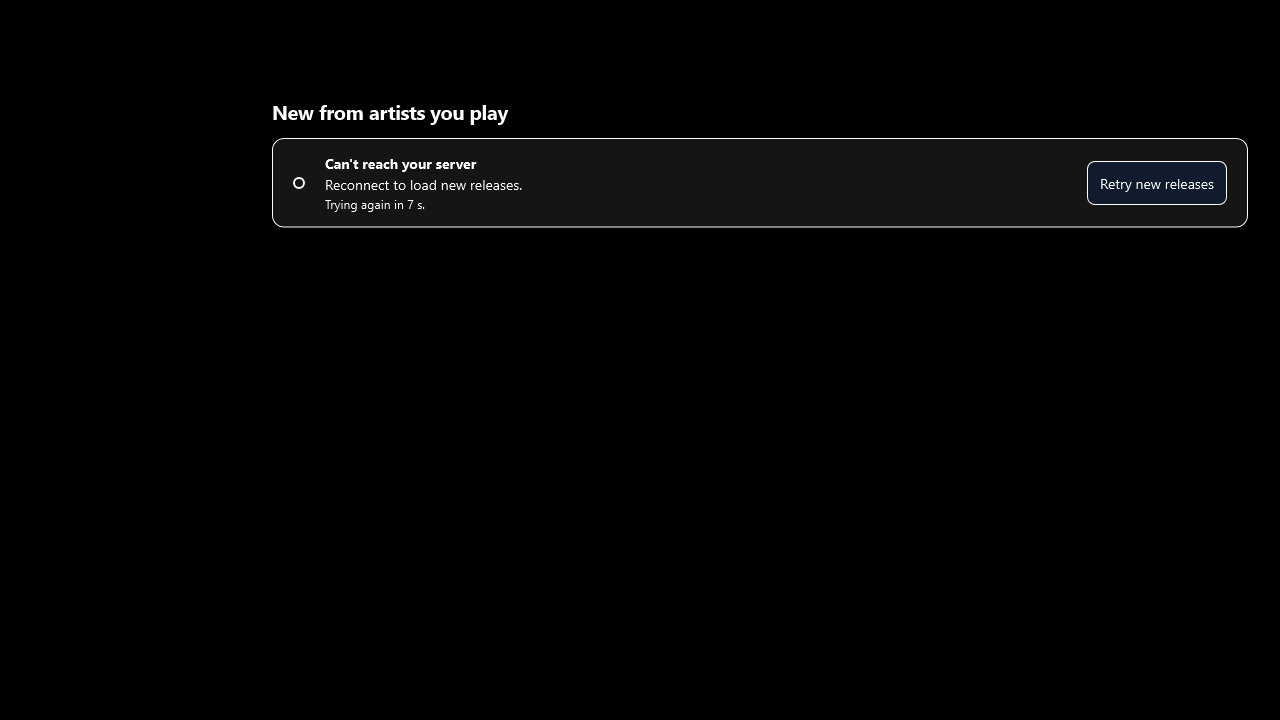 New from artists you play
Can't reach your server
Reconnect to load new releases.
Trying again in 7 s.
Retry new releases